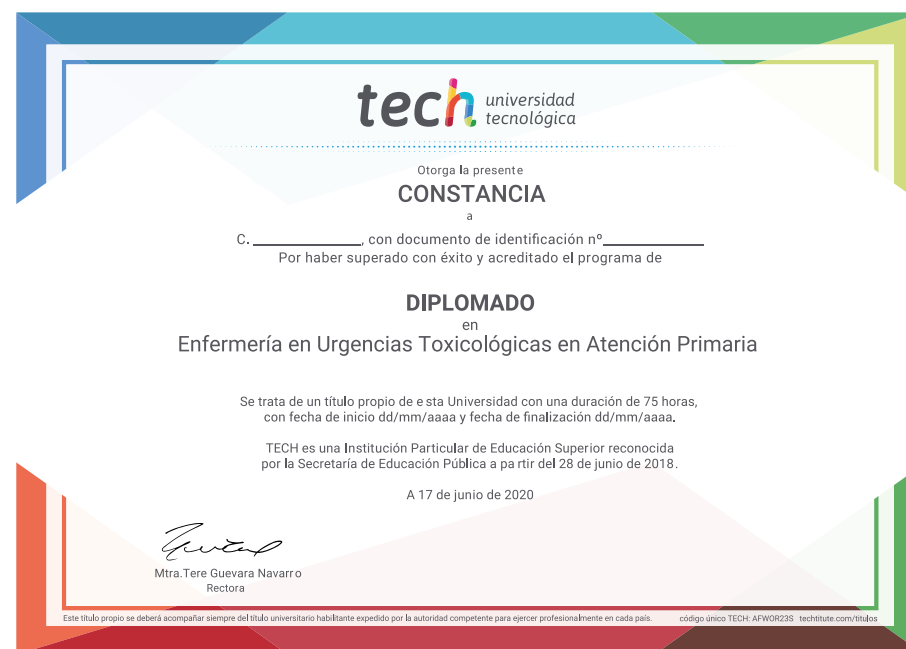 tech universidad
tecnológica
Otorga la presente
CONSTANCIA
a
C. ____________, con documento de identificación nº____________
Por haber superado con éxito y acreditado el programa de
DIPLOMADO
en
Enfermería en Urgencias Toxicológicas en Atención Primaria
Se trata de un título propio de e sta Universidad con una duración de 75 horas,
con fecha de inicio dd/mm/aaaa y fecha de finalización dd/mm/aaaa.
TECH es una Institución Particular de Educación Superior reconocida
por la Secretaría de Educación Pública a pa rtir del 28 de junio de 2018.
A 17 de junio de 2020
Mtra.Tere Guevara Navarro
Rectora
Este título propio se deberá acompañar siempre del título universitario habilitante expedido por la autoridad competente para ejercer profesionalmente en cada país. código único TECH: AFWOR23S techtitute.com/titulos